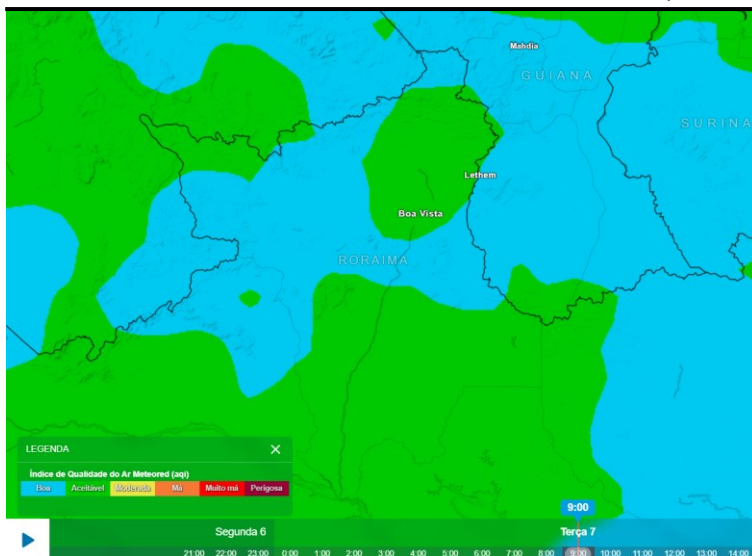 Mahdia
GUIANA
SURINA
Lethem
Boa Vista
RORAIMA
LEGENDA
Índice de Qualidade do Ar Meteored (aqi)
Boa Aceitável Moderada Má Muito má Perigosa
9:00
Segunda 6 Terça 7
21:00 22:00 23:00 0:00 1:00 2:00 3:00 4:00 5:00 6:00 7:00 8:00 9:00 10:00 11:00 12:00 13:00 14:00